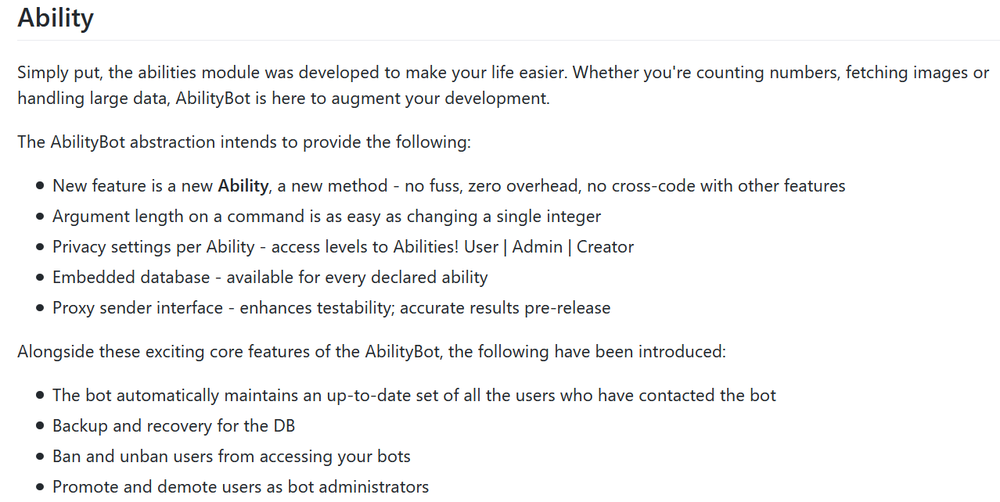 Ability
Simply put, the abilities module was developed to make your life easier. Whether you're counting numbers, fetching images or
handling large data, AbilityBot is here to augment your development.
The AbilityBot abstraction intends to provide the following:
• New feature is a new Ability, a new method - no fuss, zero overhead, no cross-code with other features
• Argument length on a command is as easy as changing a single integer
• Privacy settings per Ability - access levels to Abilities! User | Admin | Creator
• Embedded database - available for every declared ability
• Proxy sender interface - enhances testability; accurate results pre-release
Alongside these exciting core features of the AbilityBot, the following have been introduced:
• The bot automatically maintains an up-to-date set of all the users who have contacted the bot
• Backup and recovery for the DB
• Ban and unban users from accessing your bots
• Promote and demote users as bot administrators